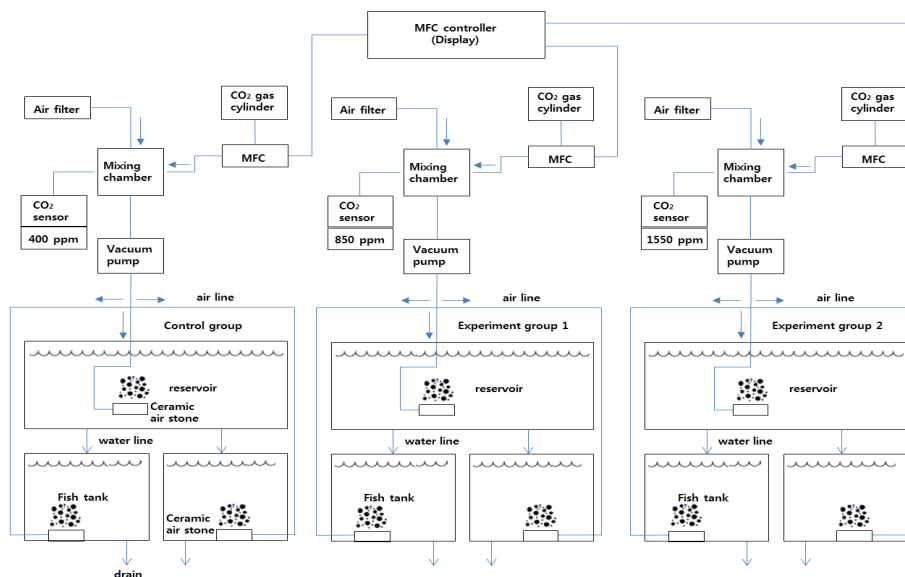 MFC controller
(Display)
CO₂ gas
cylinder
Air filter
MFC
Mixing
chamber
CO₂
sensor
400 ppm
Vacuum
pump
air line
Control group
reservoir
Ceramic
air stone
water line
Fish tank
Ceramic
air stone
drain
CO₂ gas
cylinder
Air filter
MFC
Mixing
chamber
CO₂
sensor
850 ppm
Vacuum
pump
air line
Experiment group 1
reservoir
water line
Fish tank
CO₂ gas
cylinder
Air filter
MFC
Mixing
chamber
CO₂
sensor
1550 ppm
Vacuum
pump
air line
Experiment group 2
reservoir
water line
Fish tank